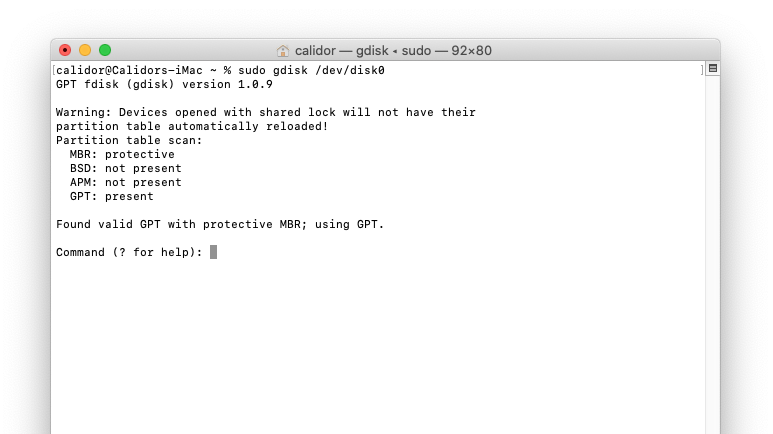 calidor — gdisk ◂ sudo — 92×80
[calidor@Calidors-iMac ~ % sudo gdisk /dev/disk0 ]
GPT fdisk (gdisk) version 1.0.9
Warning: Devices opened with shared lock will not have their
partition table automatically reloaded!
Partition table scan:
MBR: protective
BSD: not present
APM: not present
GPT: present
Found valid GPT with protective MBR; using GPT.
Command (? for help):